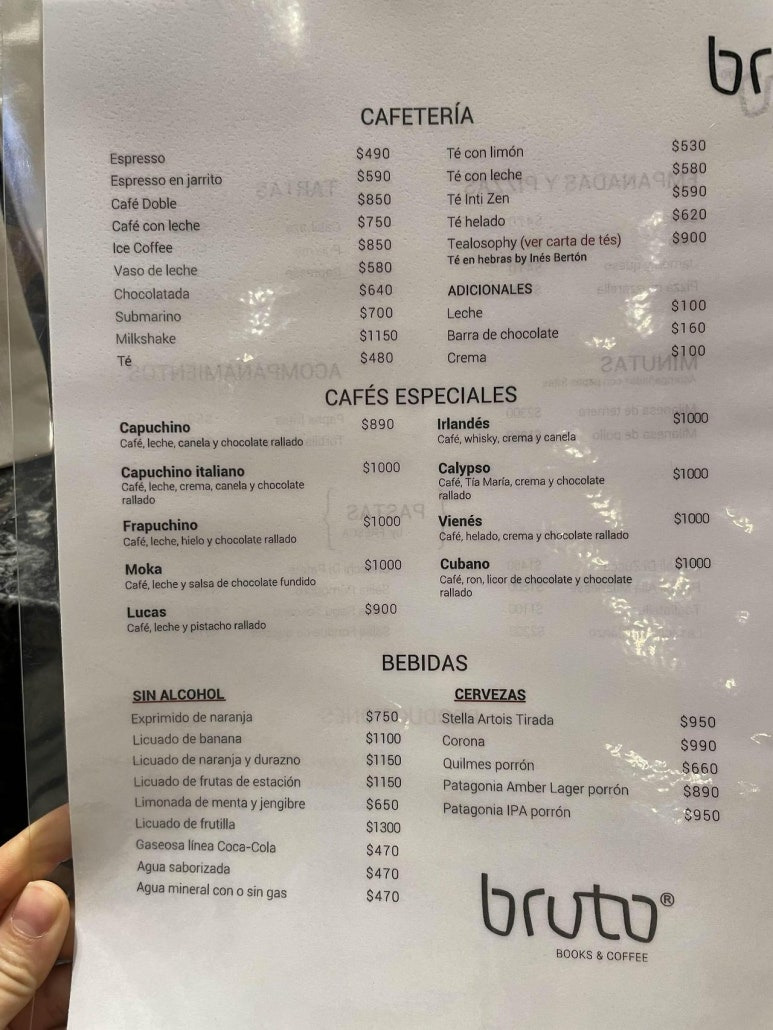 br
CAFETERÍA
Espresso $490
Espresso en jarrito $590
Café Doble $850
Café con leche $750
Ice Coffee $850
Vaso de leche $580
Chocolatada $640
Submarino $700
Milkshake $1150
Té $480
Té con limón $530
Té con leche $580
Té Inti Zen $590
Té helado $620
Tealosophy (ver carta de tés) $900
Té en hebras by Inés Bertón
ADICIONALES
Leche $100
Barra de chocolate $160
Crema $100
CAFÉS ESPECIALES
Capuchino $890
Café, leche, canela y chocolate rallado
Capuchino italiano $1000
Café, leche, crema, canela y chocolate
rallado
Frapuchino $1000
Café, leche, hielo y chocolate rallado
Moka $1000
Café, leche y salsa de chocolate fundido
Lucas $900
Café, leche y pistacho rallado
Irlandés $1000
Café, whisky, crema y canela
Calypso $1000
Café, Tía María, crema y chocolate
rallado
Vienés $1000
Café, helado, crema y chocolate rallado
Cubano $1000
Café, ron, licor de chocolate y chocolate
rallado
BEBIDAS
SIN ALCOHOL
Exprimido de naranja $750
Licuado de banana $1100
Licuado de naranja y durazno $1150
Licuado de frutas de estación $1150
Limonada de menta y jengibre $650
Licuado de frutilla $1300
Gaseosa línea Coca-Cola $470
Agua saborizada $470
Agua mineral con o sin gas $470
CERVEZAS
Stella Artois Tirada $950
Corona $990
Quilmes porrón $660
Patagonia Amber Lager porrón $890
Patagonia IPA porrón $950
bruto®
BOOKS & COFFEE